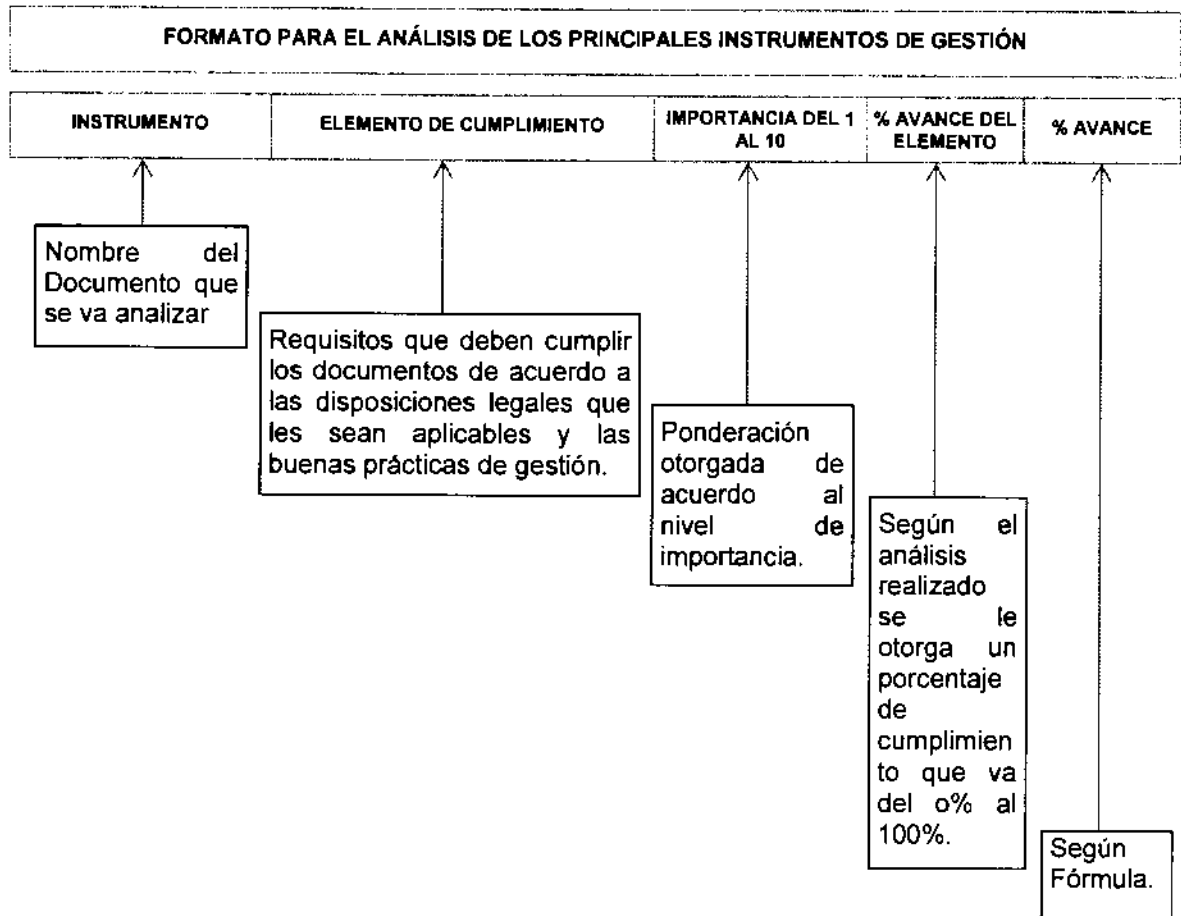 FORMATO PARA EL ANÁLISIS DE LOS PRINCIPALES INSTRUMENTOS DE GESTIÓN
INSTRUMENTO
ELEMENTO DE CUMPLIMIENTO
IMPORTANCIA DEL 1
AL 10
% AVANCE DEL
ELEMENTO
% AVANCE
Nombre del
Documento que
se va analizar
Requisitos que deben cumplir
los documentos de acuerdo a
las disposiciones legales que
les sean aplicables y las
buenas prácticas de gestión.
Ponderación
otorgada de
acuerdo al
nivel de
importancia.
Según el
análisis
realizado
se le
otorga un
porcentaje
de
cumplimien
to que va
del o% al
100%.
Según
Fórmula.